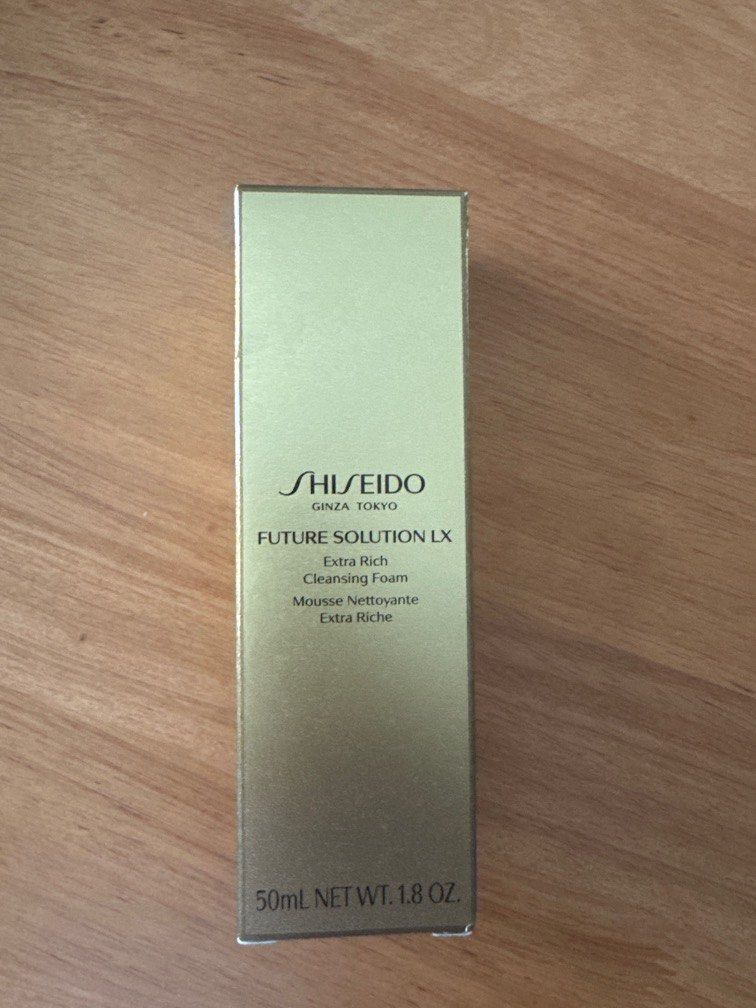 SHISEIDO
GINZA TOKYO
FUTURE SOLUTION LX
Extra Rich
Cleansing Foam
Mousse Nettoyante
Extra Riche
50mL NET WT. 1.8 OZ.